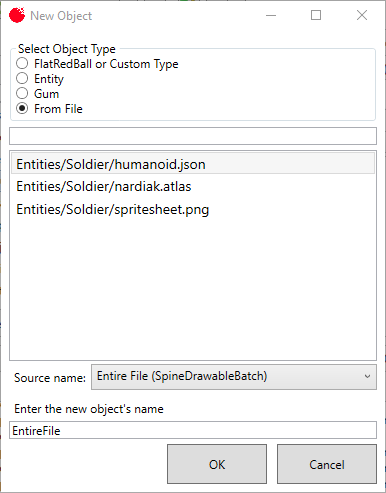 New Object
Select Object Type
FlatRedBall or Custom Type
Entity
Gum
From File
Entities/Soldier/humanoid.json
Entities/Soldier/nardiak.atlas
Entities/Soldier/spritesheet.png
Source name: Entire File (SpineDrawableBatch)
Enter the new object's name
EntireFile
OK Cancel